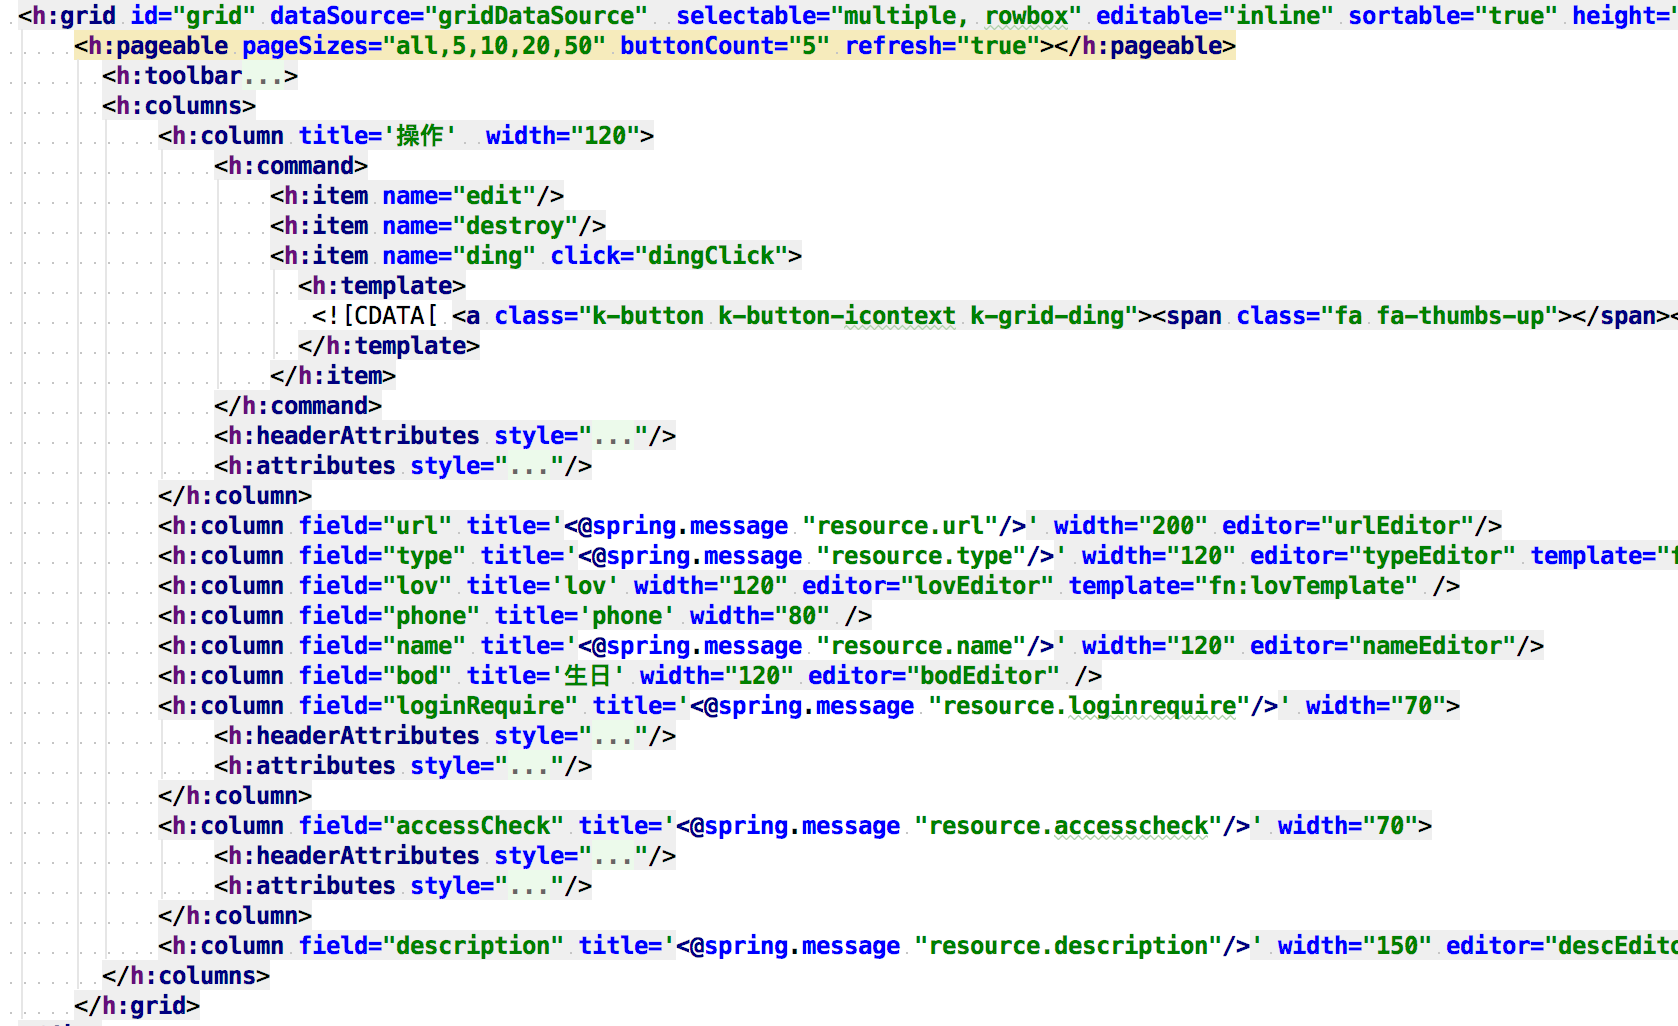 <h:grid id="grid" dataSource="gridDataSource"  selectable="multiple, rowbox" editable="inline" sortable="true" height="
<h:pageable pageSizes="all,5,10,20,50" buttonCount="5" refresh="true"></h:pageable>
<h:toolbar...>
<h:columns>
<h:column title='操作'  width="120">
<h:command>
<h:item name="edit"/>
<h:item name="destroy"/>
<h:item name="ding" click="dingClick">
<h:template>
<![CDATA[ <a class="k-button k-button-icontext k-grid-ding"><span class="fa fa-thumbs-up"></span><
</h:template>
</h:item>
</h:command>
<h:headerAttributes style="..."/>
<h:attributes style="..."/>
</h:column>
<h:column field="url" title='<@spring.message "resource.url"/>' width="200" editor="urlEditor"/>
<h:column field="type" title='<@spring.message "resource.type"/>' width="120" editor="typeEditor" template="f
<h:column field="lov" title='lov' width="120" editor="lovEditor" template="fn:lovTemplate" />
<h:column field="phone" title='phone' width="80" />
<h:column field="name" title='<@spring.message "resource.name"/>' width="120" editor="nameEditor"/>
<h:column field="bod" title='生日' width="120" editor="bodEditor" />
<h:column field="loginRequire" title='<@spring.message "resource.loginrequire"/>' width="70">
<h:headerAttributes style="..."/>
<h:attributes style="..."/>
</h:column>
<h:column field="accessCheck" title='<@spring.message "resource.accesscheck"/>' width="70">
<h:headerAttributes style="..."/>
<h:attributes style="..."/>
</h:column>
<h:column field="description" title='<@spring.message "resource.description"/>' width="150" editor="descEdito
</h:columns>
</h:grid>